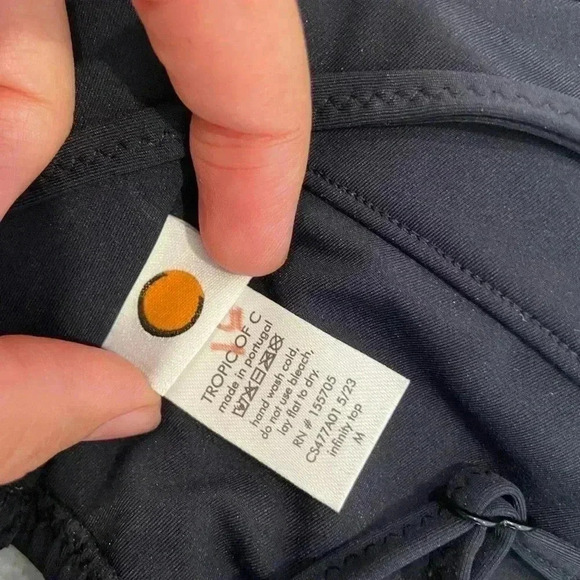 TROPIC OF C
made in portugal
hand wash cold,
do not use bleach,
lay flat to dry.
RN # 155705
CS477A01 5/23
infinity top
M